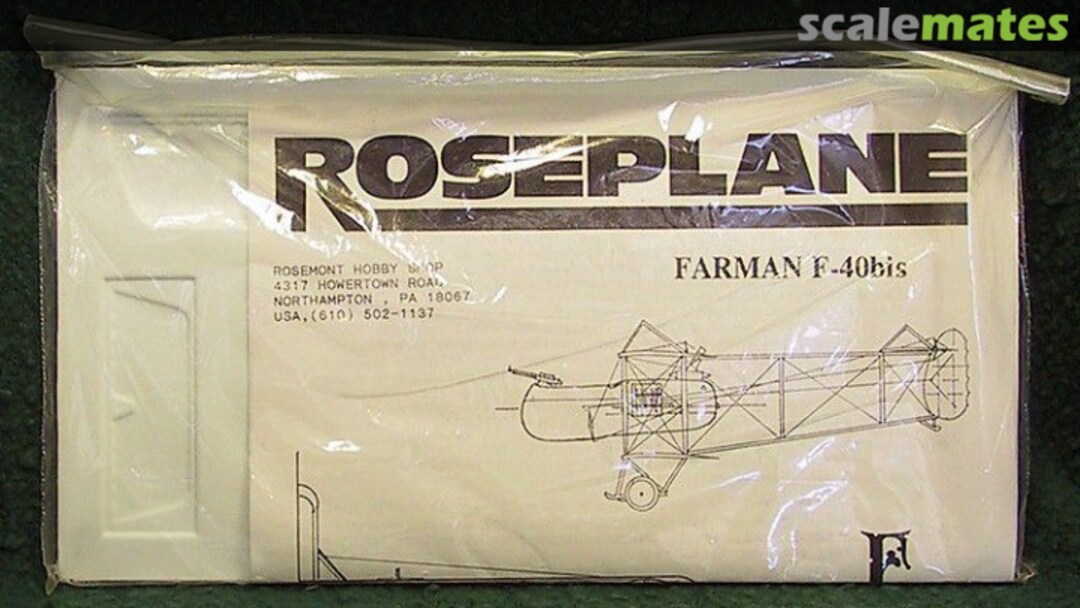 scalemates
ROSEPLANE
ROSEMONT HOBBY SHOP
4317 HOWERTOWN ROAD
NORTHAMPTON , PA 18067
USA,(610) 502-1137
FARMAN F-40bis
F